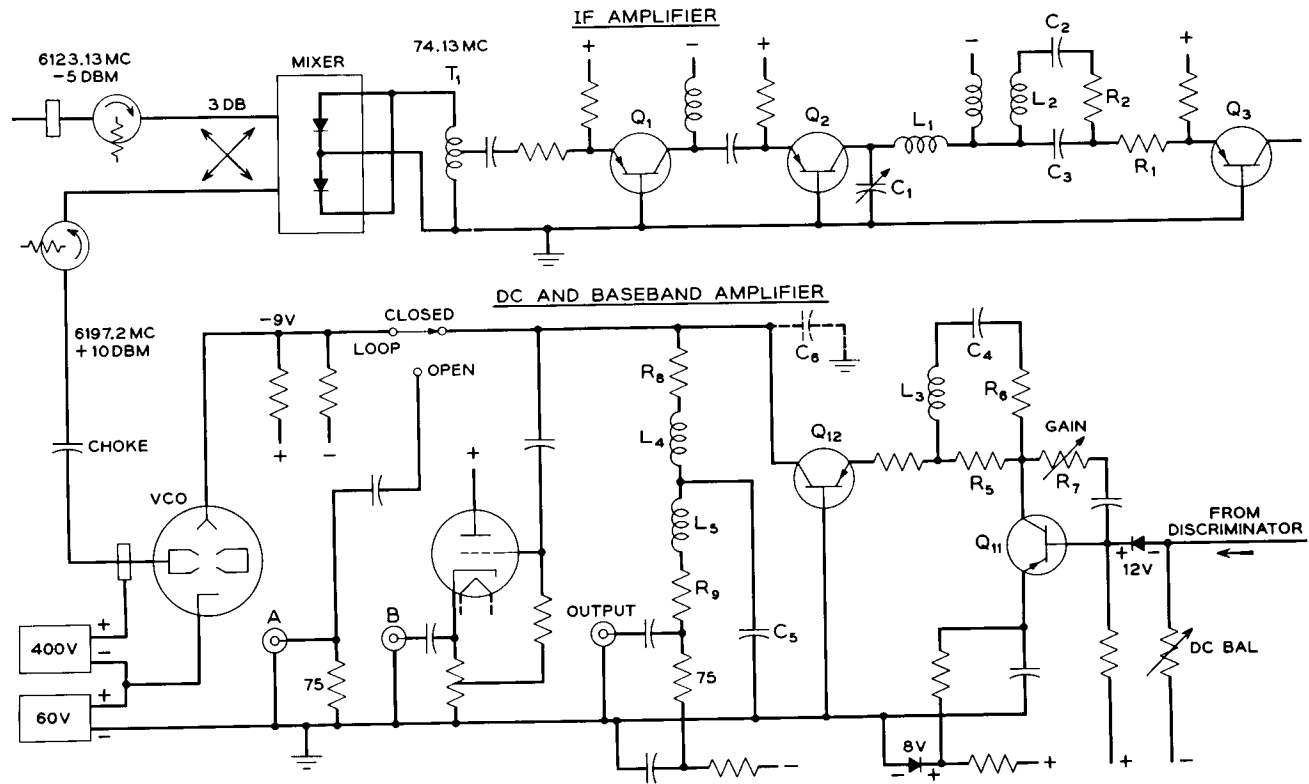 IF AMPLIFIER
6123.13 MC
-5 DBM
3 DB
MIXER
74.13 MC
T1
+
-
+
-
+
Q1
Q2
C1
L1
L2
C2
C3
R2
R1
Q3
6197.2 MC
+ 10 DBM
CHOKE
VCO
400V
+
-
60V
+
-
DC AND BASEBAND AMPLIFIER
-9V
CLOSED
LOOP
OPEN
+
-
+
A
75
B
OUTPUT
75
R8
L4
L5
R9
C5
C6
-
Q12
L3
C4
R6
R5
GAIN
R7
Q11
FROM
DISCRIMINATOR
+
-
12V
DC BAL
8V
-
+
+
+
-